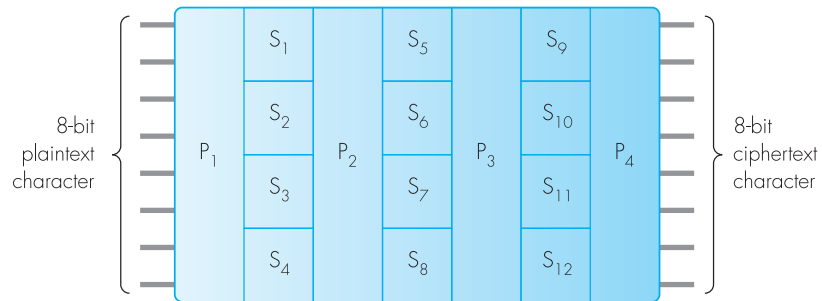 8-bit
plaintext
character
P1
S1
S2
S3
S4
P2
S5
S6
S7
S8
P3
S9
S10
S11
S12
P4
8-bit
ciphertext
character